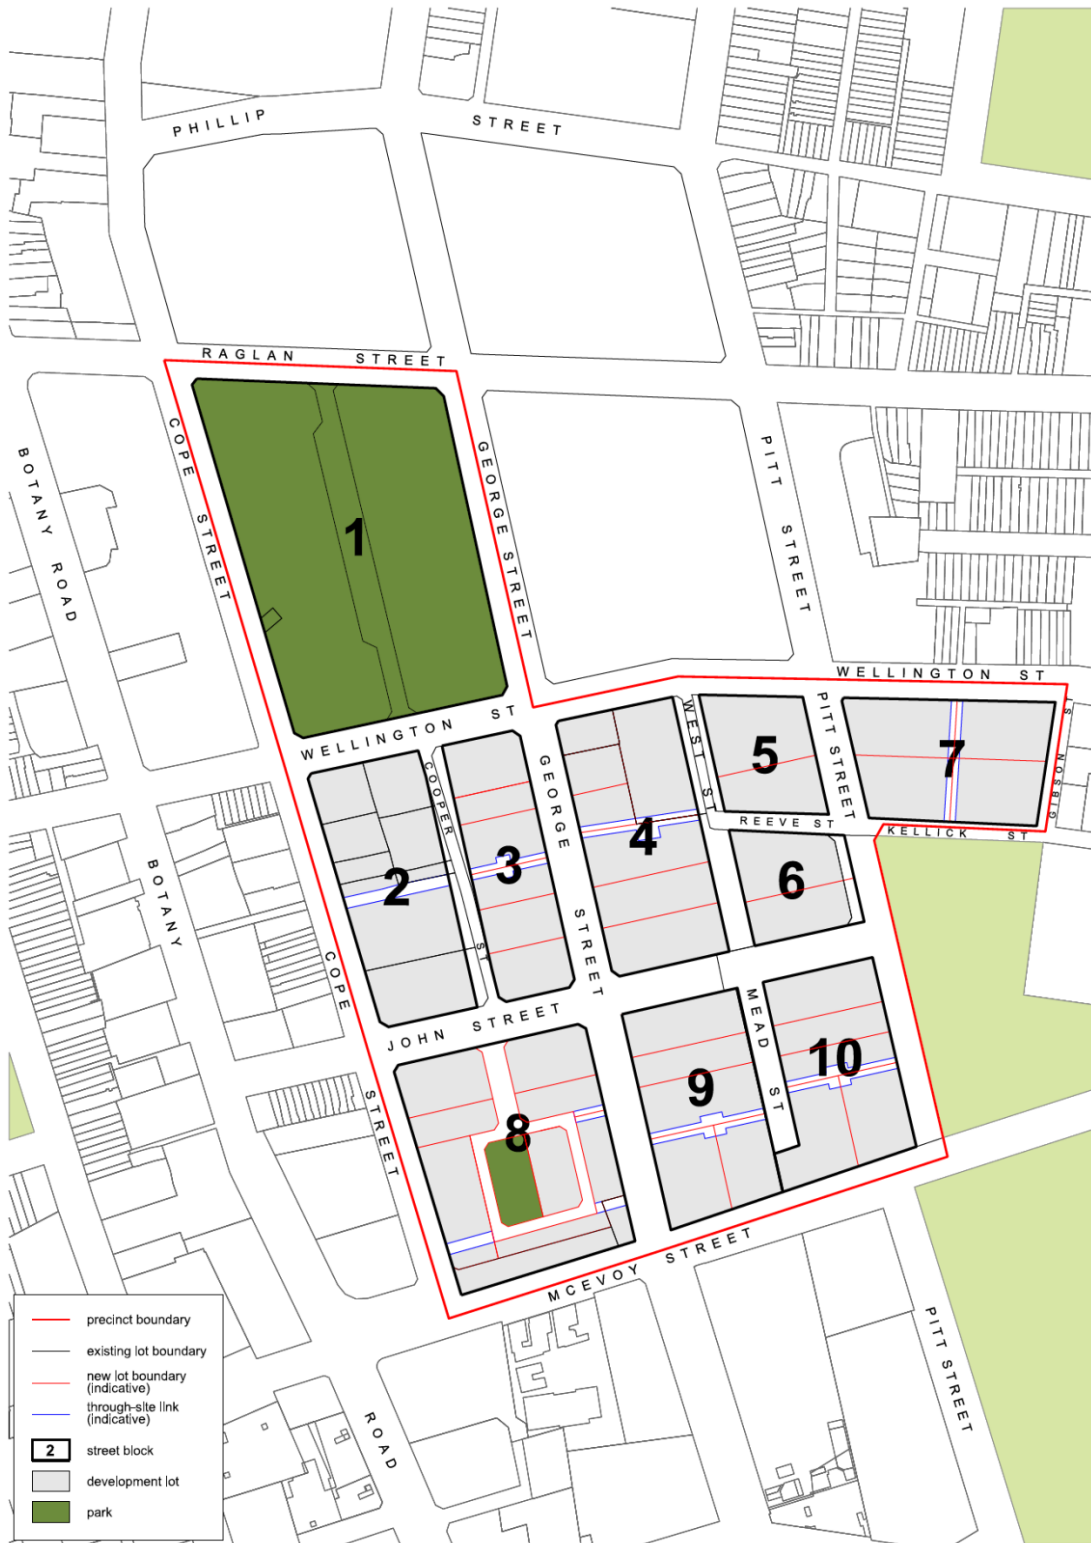 PHILLIP STREET
RAGLAN STREET
COPE STREET
GEORGE STREET
BOTANY ROAD
PITT STREET
1
WELLINGTON ST
WELLINGTON ST
COOPER ST
GEORGE STREET
WEST ST
PITT STREET
GIBSON ST
5
7
REEVE ST
KELLICK ST
2
3
4
6
BOTANY ROAD
COPE STREET
JOHN STREET
MEAD ST
8
9
10
MCEVOY STREET
PITT STREET
precinct boundary
existing lot boundary
new lot boundary
(indicative)
through-site link
(indicative)
2 street block
development lot
park